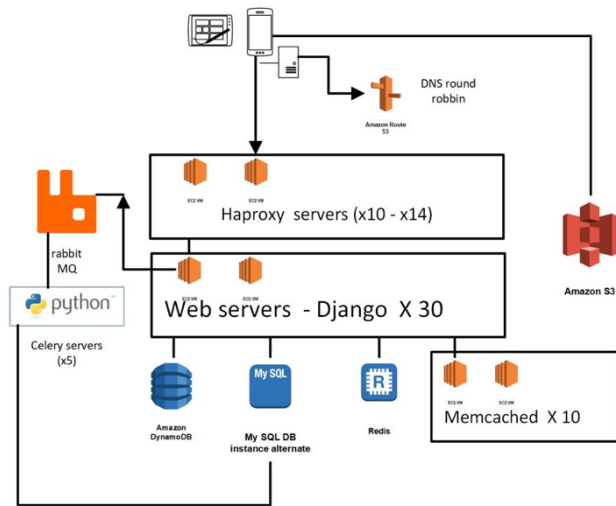 DNS round
robbin
Amazon Route
53
EC2 VM
EC2 VM
Haproxy servers (x10 - x14)
rabbit
MQ
EC2 VM
EC2 VM
Web servers - Django X 30
Amazon S3
python™
Celery servers
(x5)
Amazon
DynamoDB
My SQL
My SQL DB
instance alternate
R
Redis
EC2 VM
EC2 VM
Memcached X 10